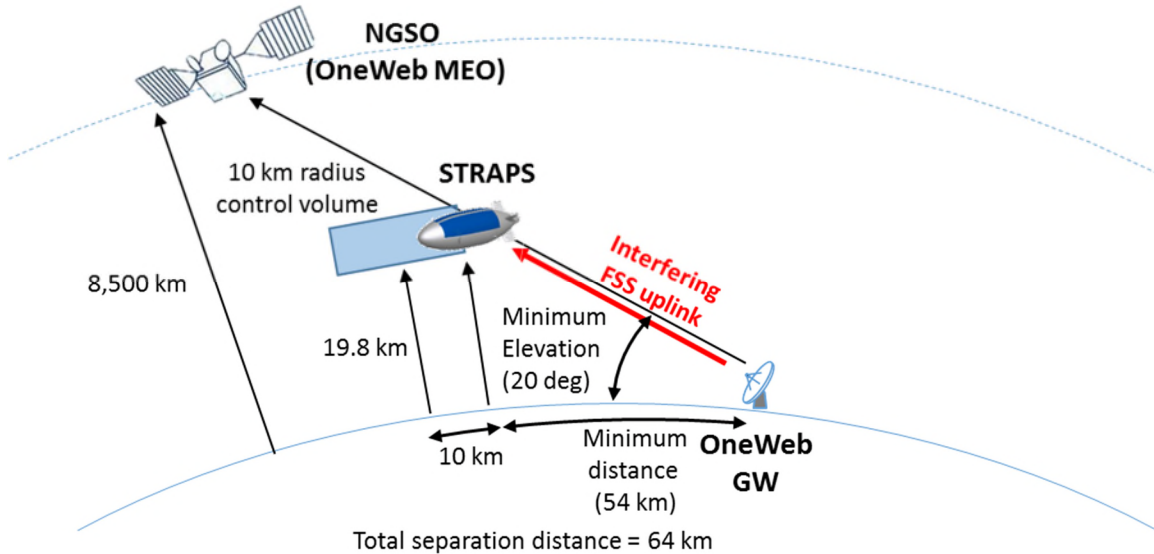 NGSO
(OneWeb MEO)
10 km radius
control volume
STRAPS
8,500 km
19.8 km
Interfering
FSS uplink
Minimum
Elevation
(20 deg)
10 km
Minimum
distance
(54 km)
OneWeb
GW
Total separation distance = 64 km